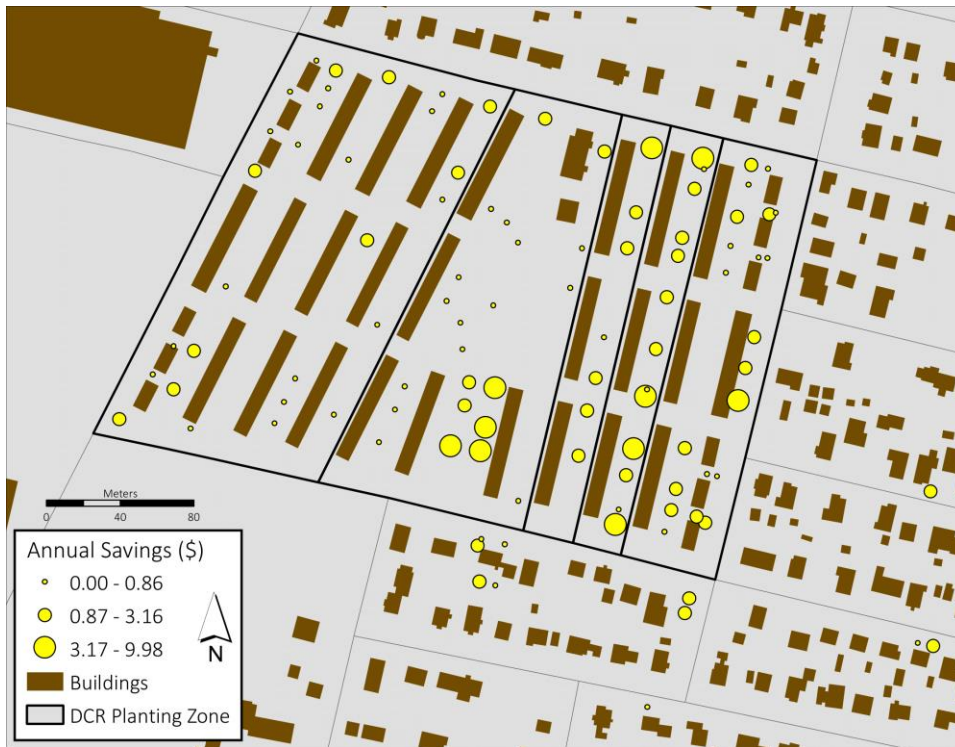 Meters
0 40 80
Annual Savings ($)
0.00 - 0.86
0.87 - 3.16
3.17 - 9.98
N
Buildings
DCR Planting Zone